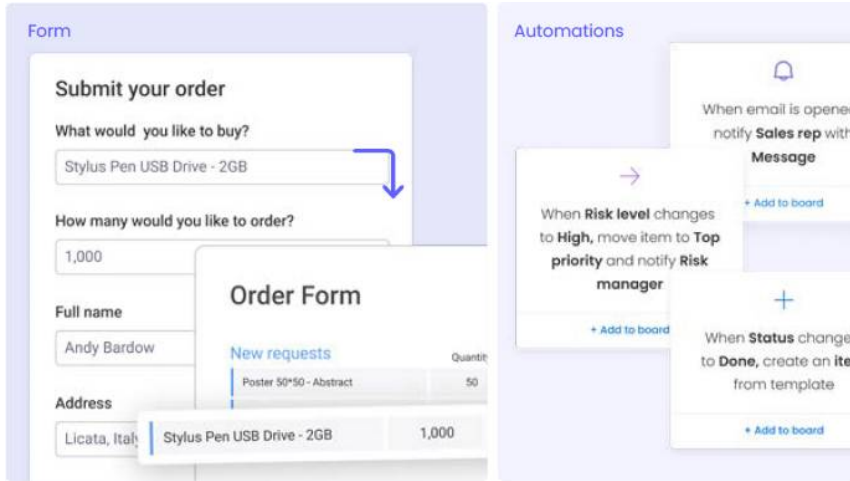 Form
Submit your order
What would you like to buy?
Stylus Pen USB Drive - 2GB
How many would you like to order?
1,000
Full name
Andy Bardow
Address
Licata, Italy
Order Form
New requests
Quantity
Poster 50*50 - Abstract
50
Stylus Pen USB Drive - 2GB
1,000
Automations
When email is opened
notify Sales rep with
Message
+ Add to board
When Risk level changes
to High, move item to Top
priority and notify Risk
manager
+ Add to board
When Status change
to Done, create an ite
from template
+ Add to board